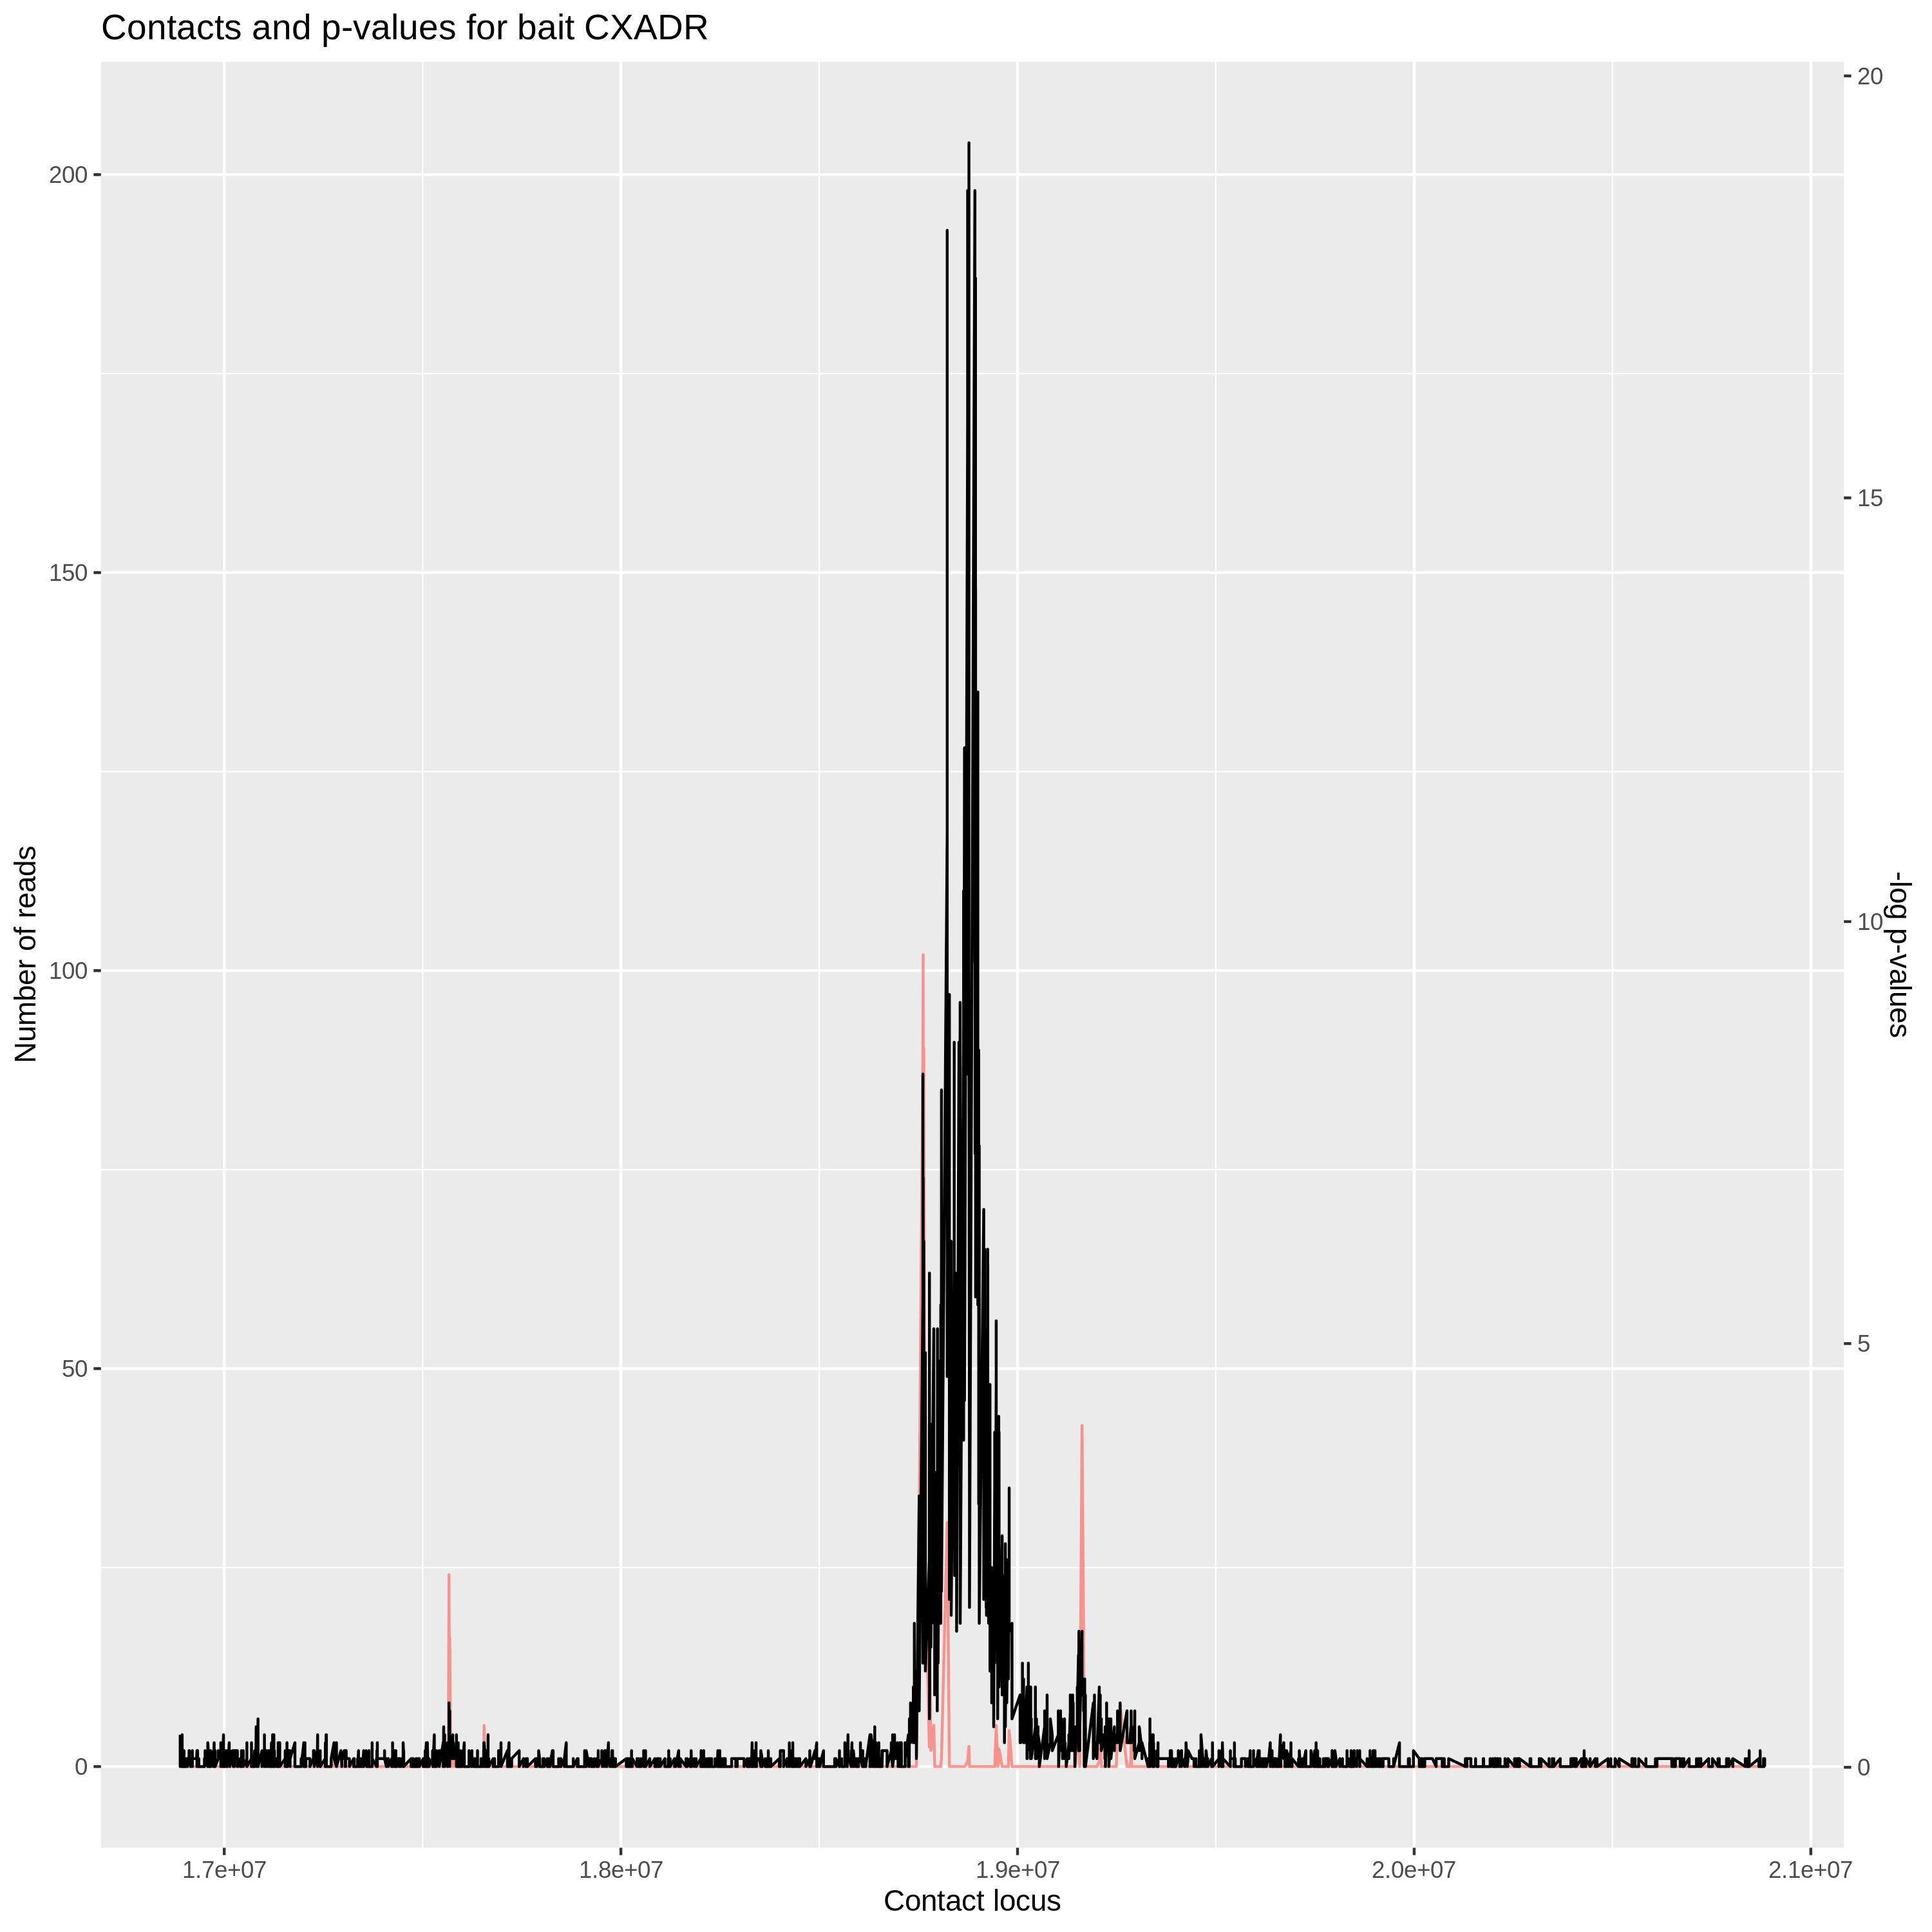 Contacts and p-values for bait CXADR
200
150
100
50
0
Number of reads
20
15
10
5
0
-log p-values
1.7e+07 1.8e+07 1.9e+07 2.0e+07 2.1e+07
Contact locus